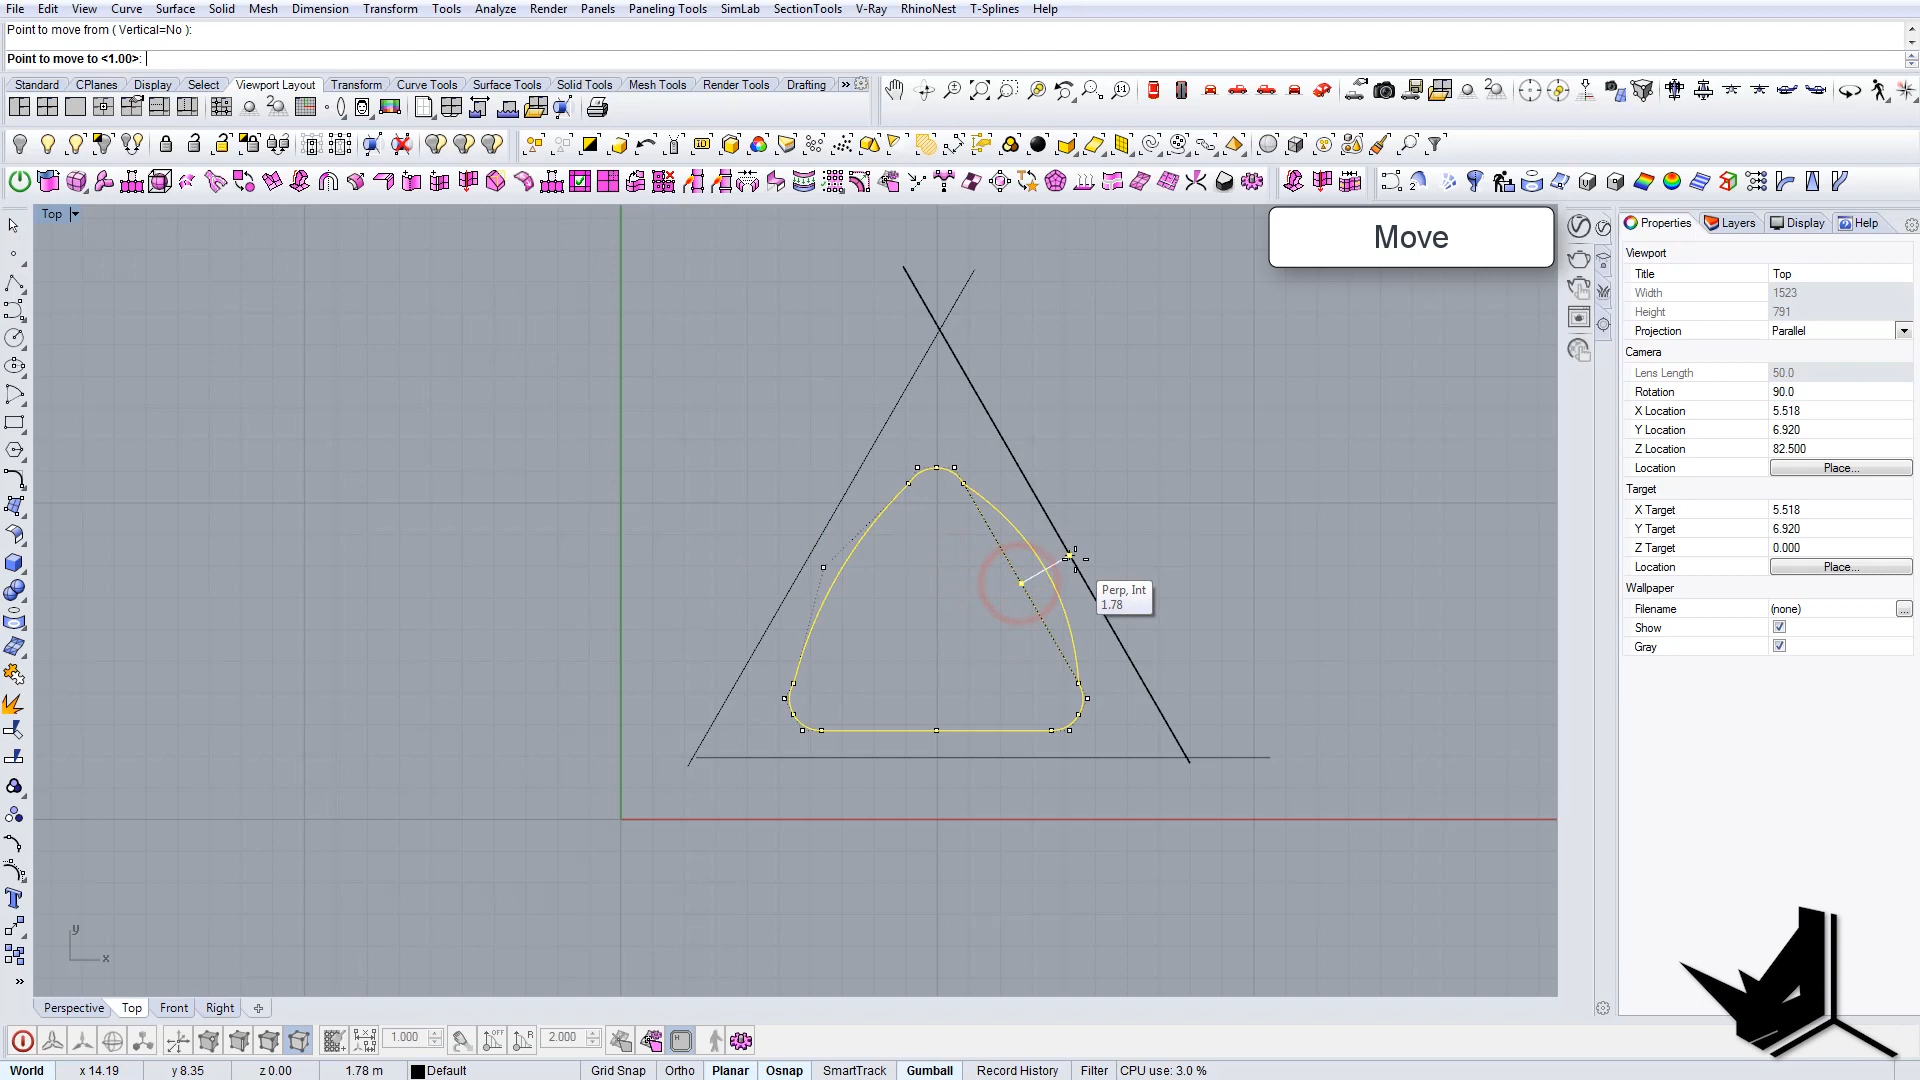 File Edit View Curve Surface Solid Mesh Dimension Transform Tools Analyze Render Panels Paneling Tools SimLab SectionTools V-Ray RhinoNest T-Splines Help
Point to move from ( Vertical=No ):
Point to move to <1.00>:
Standard CPlanes Display Select Viewport Layout Transform Curve Tools Surface Tools Solid Tools Mesh Tools Render Tools Drafting »
Top
Move
Properties Layers Display Help
Viewport
Title Top
Width 1523
Height 791
Projection Parallel
Camera
Lens Length 50.0
Rotation 90.0
X Location 5.518
Y Location 6.920
Z Location 82.500
Location Place...
Target
X Target 5.518
Y Target 6.920
Z Target 0.000
Location Place...
Wallpaper
Filename (none) ...
Show
Gray
Perp, Int
1.78
y
x
Perspective Top Front Right
1.000 2.000
World x 14.19 y 8.35 z 0.00 1.78 m Default Grid Snap Ortho Planar Osnap SmartTrack Gumball Record History Filter CPU use: 3.0 %